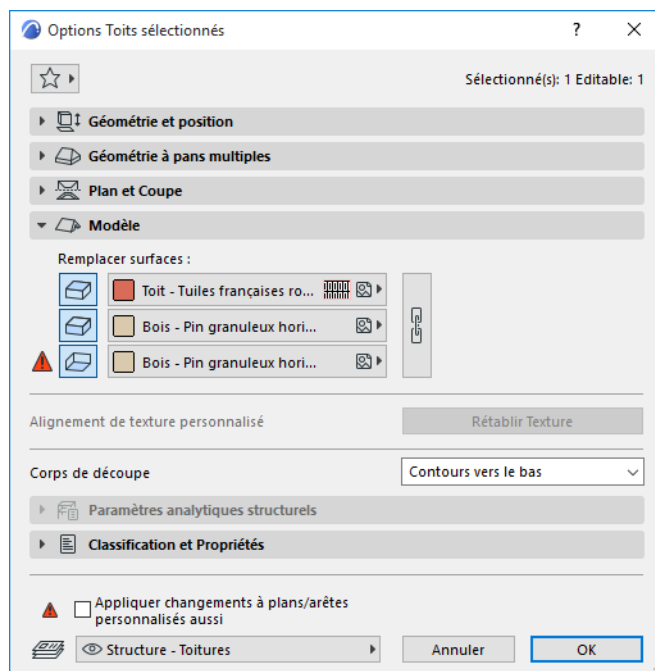 Options Toits sélectionnés
Sélectionné(s): 1 Editable: 1
Géométrie et position
Géométrie à pans multiples
Plan et Coupe
Modèle
Remplacer surfaces :
Toit - Tuiles françaises ro...
Bois - Pin granuleux hori...
Bois - Pin granuleux hori...
Alignement de texture personnalisé
Rétablir Texture
Corps de découpe
Contours vers le bas
Paramètres analytiques structurels
Classification et Propriétés
Appliquer changements à plans/arêtes
personnalisés aussi
Structure - Toitures
Annuler
OK